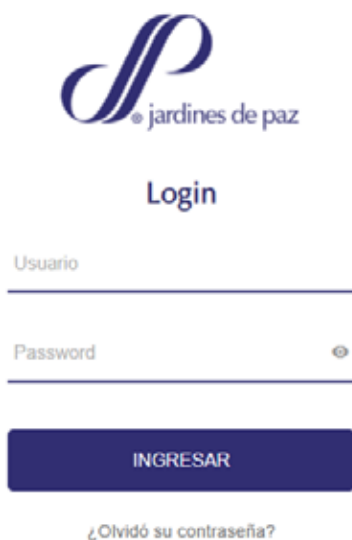 ® jardines de paz
Login
Usuario
Password
INGRESAR
¿Olvidó su contraseña?